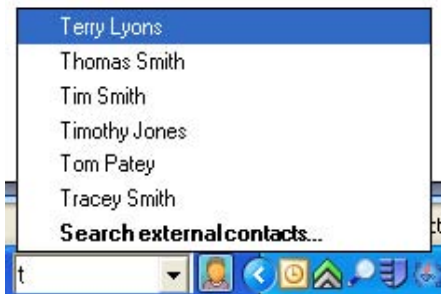 Terry Lyons
Thomas Smith
Tim Smith
Timothy Jones
Tom Patey
Tracey Smith
Search external contacts...
t